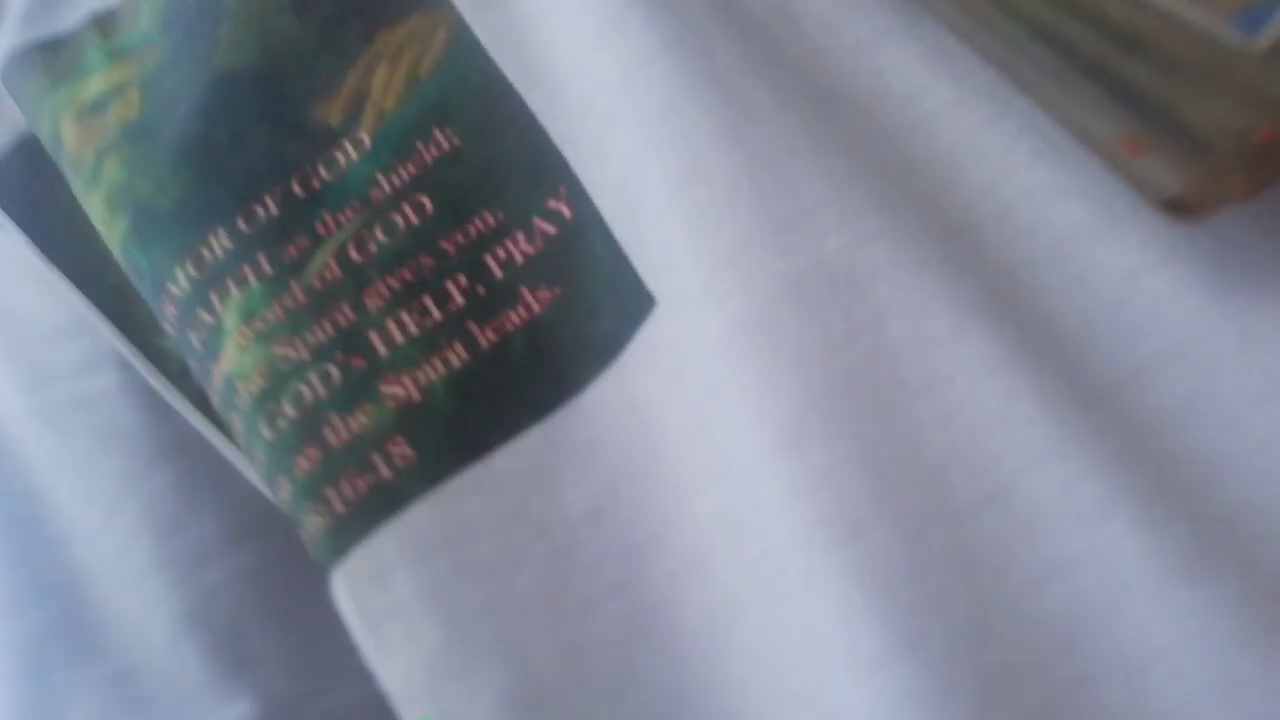 MOR OF GOD
FAITH as the shield;
word of GOD
the Spirit gives you.
GOD's HELP, PRAY
as the Spirit leads.
:16-18